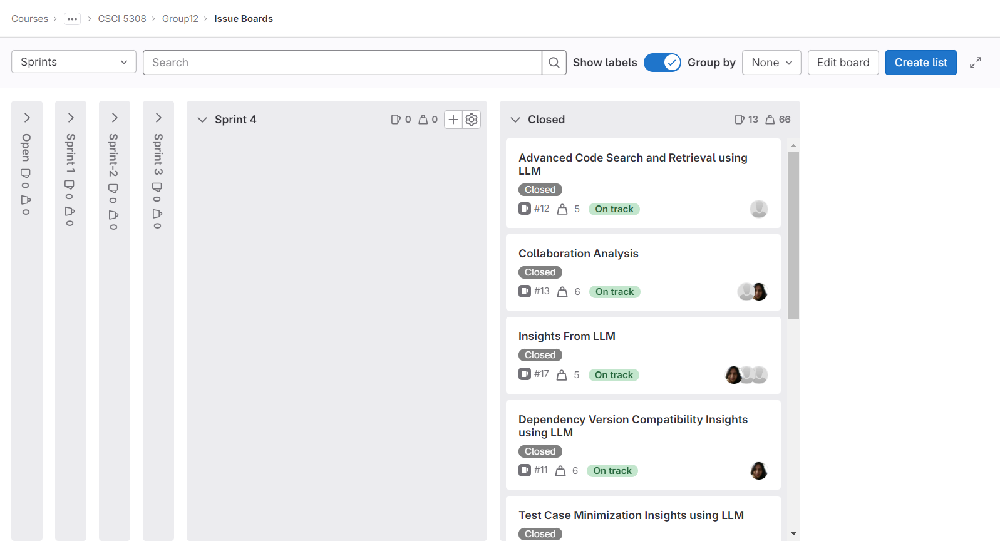 Courses > ... > CSCI 5308 > Group12 > Issue Boards
Sprints
Search
Show labels
Group by
None
Edit board
Create list
Open 0 0
Sprint 1 0 0
Sprint-2 0 0
Sprint 3 0 0
Sprint 4 0 0
Closed 13 66
Advanced Code Search and Retrieval using
LLM
Closed
#12 5 On track
Collaboration Analysis
Closed
#13 6 On track
Insights From LLM
Closed
#17 5 On track
Dependency Version Compatibility Insights
using LLM
Closed
#11 6 On track
Test Case Minimization Insights using LLM
Closed